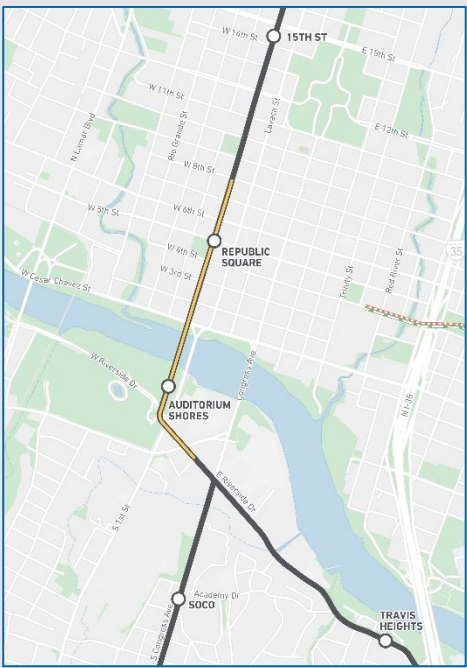 W 16th St
15TH ST
E 15th St
W 11th St
Lavaca St
N Lamar Blvd
Rio Grande St
E 12th St
W 8th St
W 6th St
W 5th St
W 4th St
REPUBLIC
SQUARE
W 3rd St
Trinity St
Red River St
35
W Cesar Chavez St
W Riverside Dr
Congress Ave
AUDITORIUM
SHORES
N I-35
E Riverside Dr
S 1st St
Academy Dr
SOCO
S Congress Ave
TRAVIS
HEIGHTS